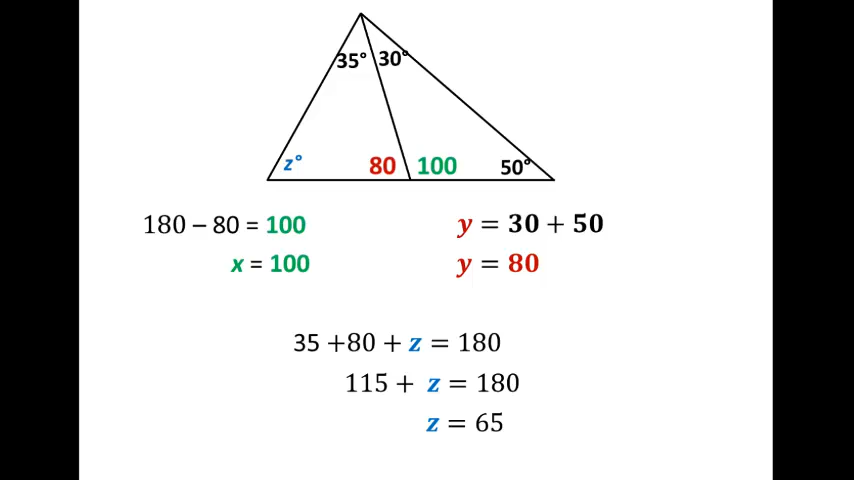 35° 30°
z° 80 100 50°
180 – 80 = 100
x = 100
y = 30 + 50
y = 80
35 +80 + z = 180
115 + z = 180
z = 65